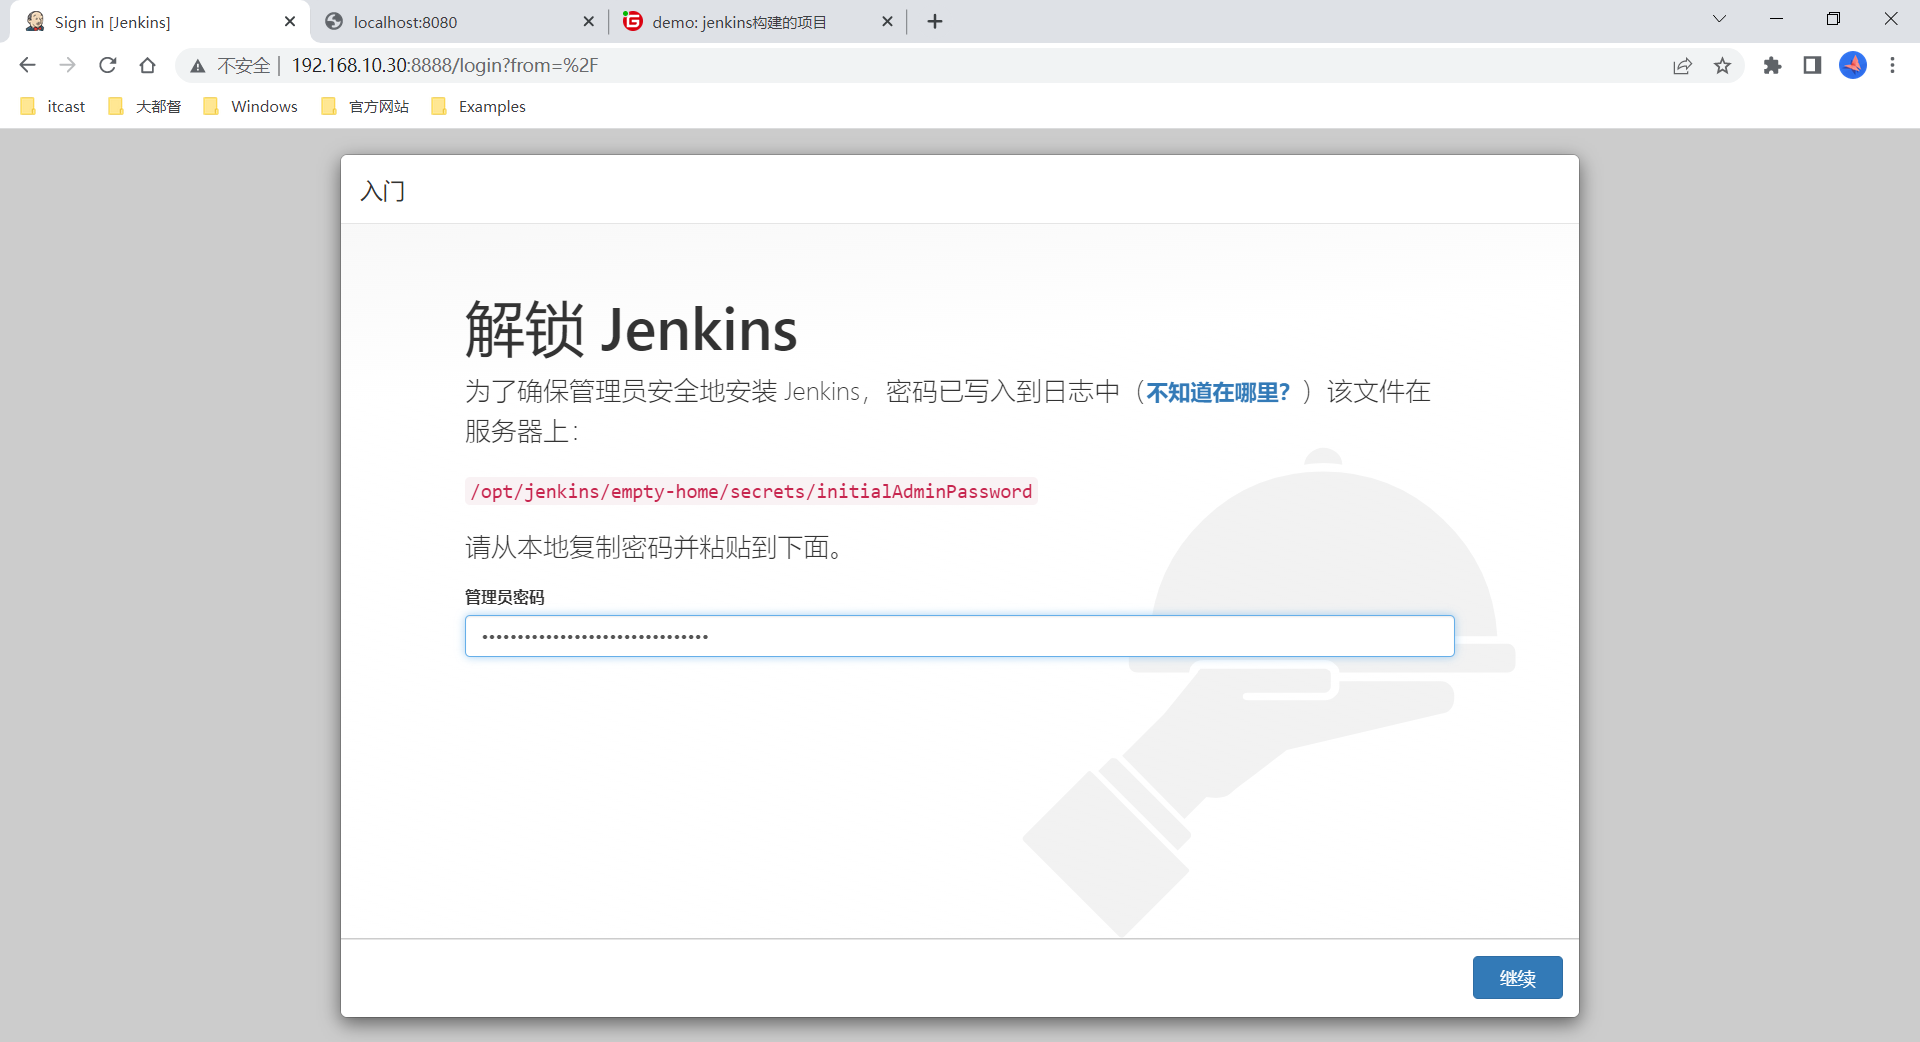 Sign in [Jenkins]
localhost:8080
demo: jenkins构建的项目
不安全 | 192.168.10.30:8888/login?from=%2F
itcast
大都督
Windows
官方网站
Examples
入门
解锁 Jenkins
为了确保管理员安全地安装 Jenkins，密码已写入到日志中（不知道在哪里？）该文件在
服务器上：
/opt/jenkins/empty-home/secrets/initialAdminPassword
请从本地复制密码并粘贴到下面。
管理员密码
••••••••••••••••••••••••••••••••
继续